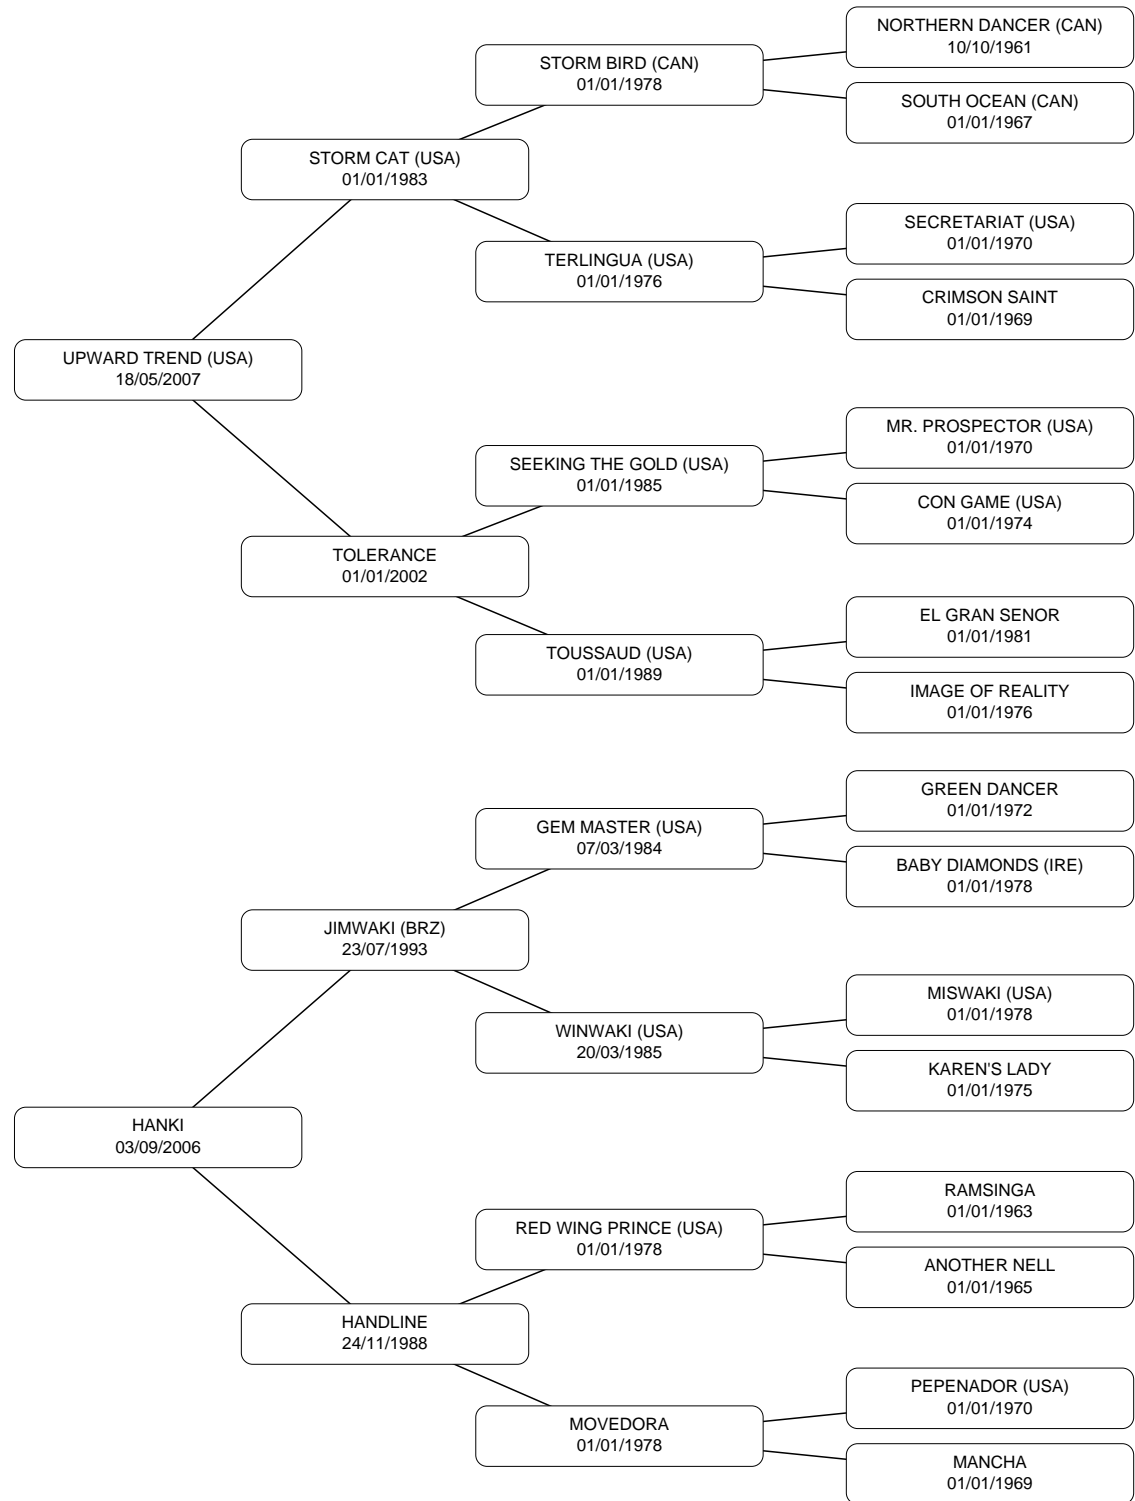 NORTHERN DANCER (CAN)
10/10/1961
STORM BIRD (CAN)
01/01/1978
SOUTH OCEAN (CAN)
01/01/1967
STORM CAT (USA)
01/01/1983
SECRETARIAT (USA)
01/01/1970
TERLINGUA (USA)
01/01/1976
CRIMSON SAINT
01/01/1969
UPWARD TREND (USA)
18/05/2007
MR. PROSPECTOR (USA)
01/01/1970
SEEKING THE GOLD (USA)
01/01/1985
CON GAME (USA)
01/01/1974
TOLERANCE
01/01/2002
EL GRAN SENOR
01/01/1981
TOUSSAUD (USA)
01/01/1989
IMAGE OF REALITY
01/01/1976
GREEN DANCER
01/01/1972
GEM MASTER (USA)
07/03/1984
BABY DIAMONDS (IRE)
01/01/1978
JIMWAKI (BRZ)
23/07/1993
MISWAKI (USA)
01/01/1978
WINWAKI (USA)
20/03/1985
KAREN'S LADY
01/01/1975
HANKI
03/09/2006
RAMSINGA
01/01/1963
RED WING PRINCE (USA)
01/01/1978
ANOTHER NELL
01/01/1965
HANDLINE
24/11/1988
PEPENADOR (USA)
01/01/1970
MOVEDORA
01/01/1978
MANCHA
01/01/1969